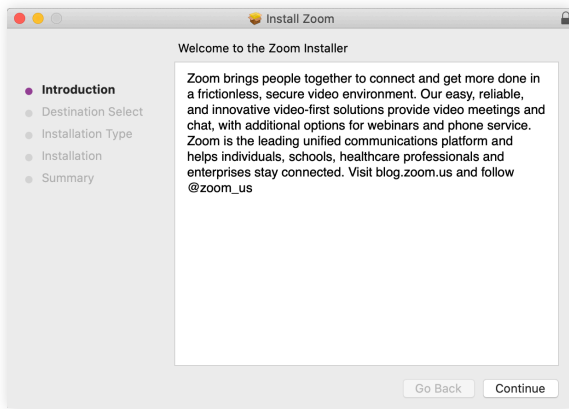 Install Zoom
Welcome to the Zoom Installer
Introduction
Destination Select
Installation Type
Installation
Summary
Zoom brings people together to connect and get more done in
a frictionless, secure video environment. Our easy, reliable,
and innovative video-first solutions provide video meetings and
chat, with additional options for webinars and phone service.
Zoom is the leading unified communications platform and
helps individuals, schools, healthcare professionals and
enterprises stay connected. Visit blog.zoom.us and follow
@zoom_us
Go Back
Continue